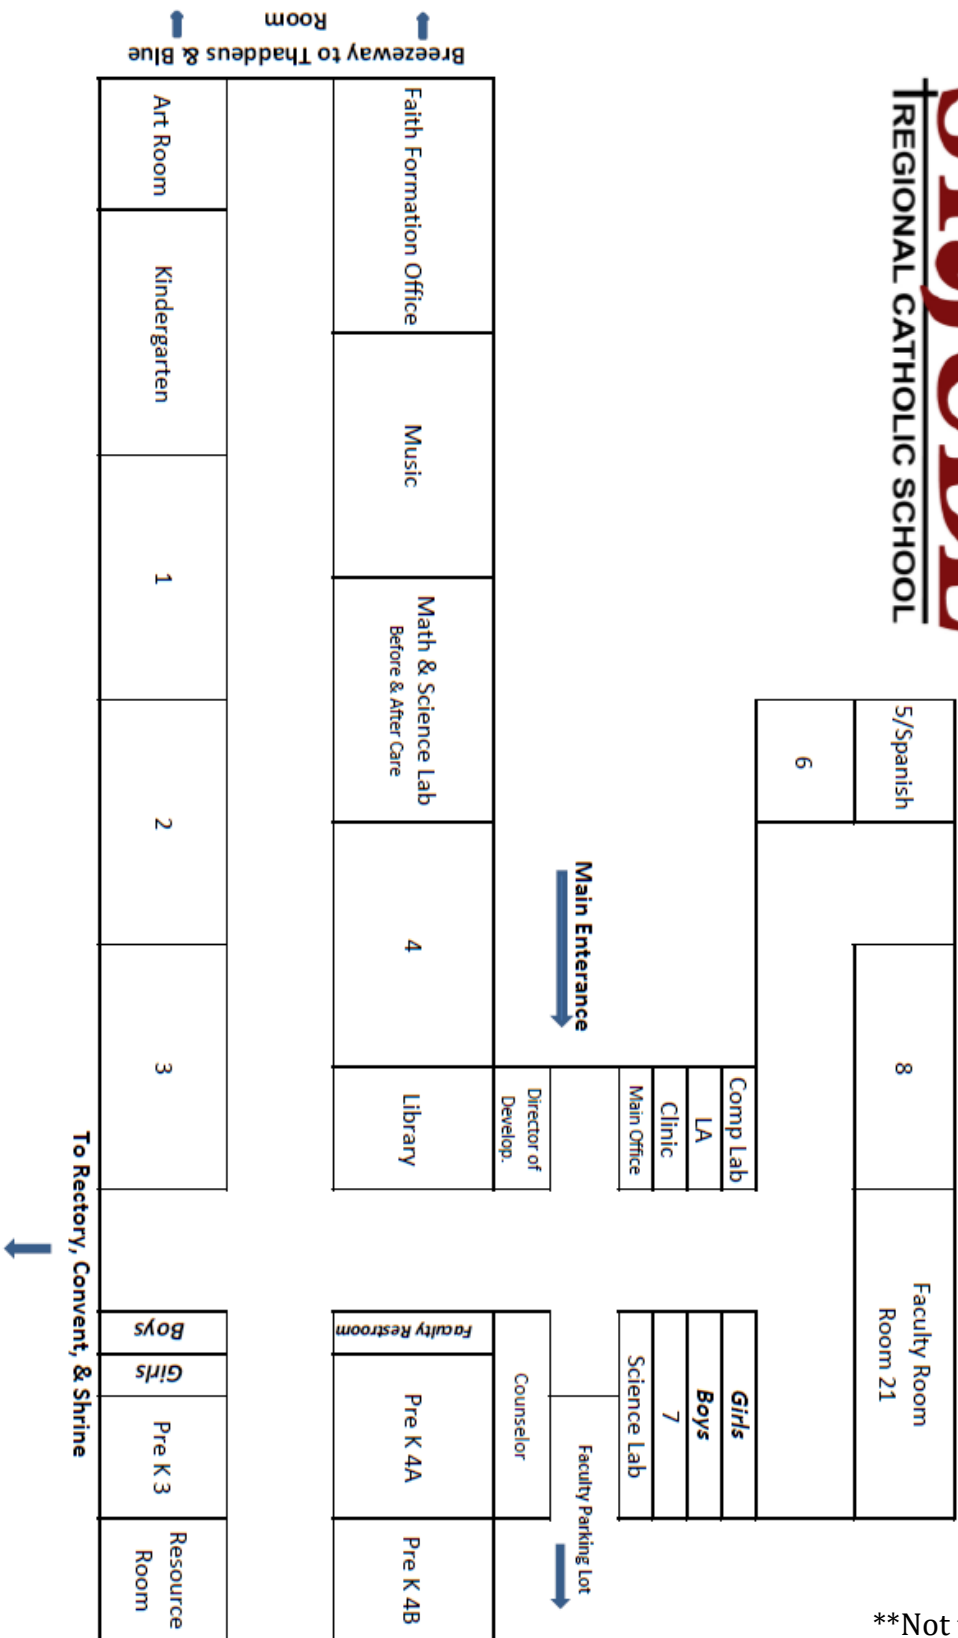 REGIONAL CATHOLIC SCHOOL
5/Spanish
6
8
Faculty Room
Room 21
Main Enterance
Comp Lab
LA
Clinic
Main Office
Director of
Develop.
Girls
Boys
7
Science Lab
Counselor
Faculty Parking Lot
Breezeway to Thaddeus & Blue
Room
Faith Formation Office
Music
Math & Science Lab
Before & After Care
4
Library
Faculty Restroom
Pre K 4A
Pre K 4B
Art Room
Kindergarten
1
2
3
Boys
Girls
Pre K 3
Resource
Room
To Rectory, Convent, & Shrine
**Not